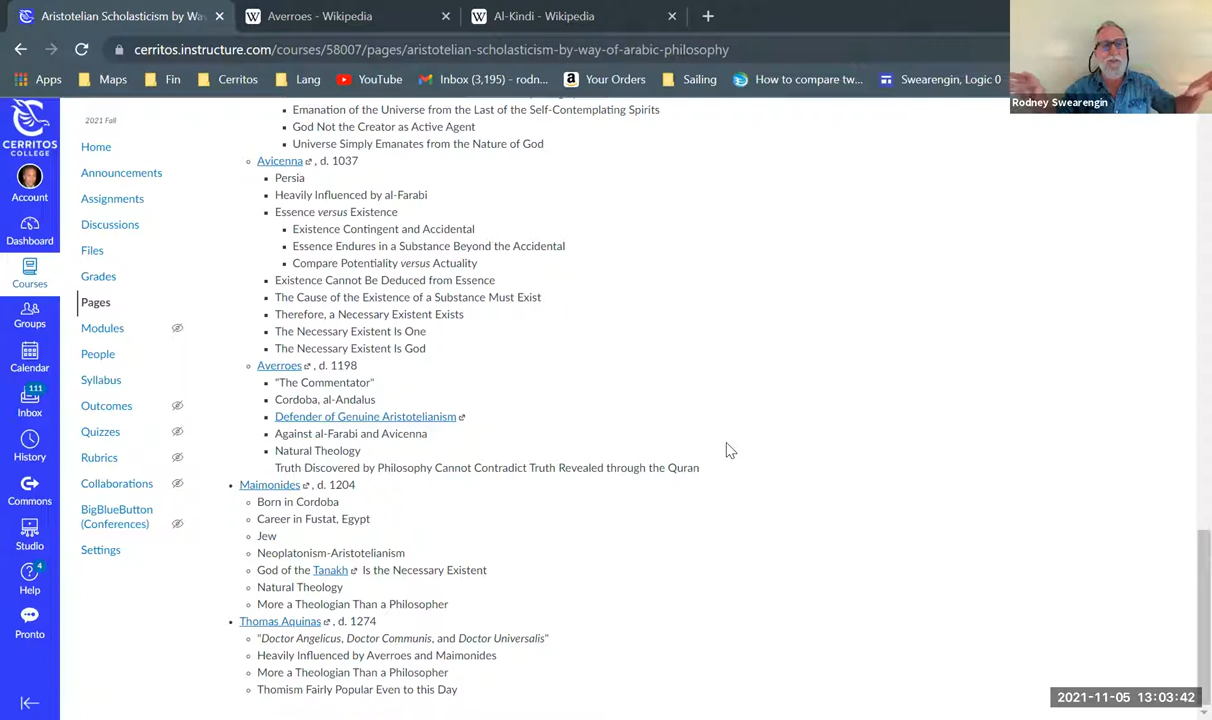 Aristotelian Scholasticism by Wa
Averroes - Wikipedia
Al-Kindi - Wikipedia
cerritos.instructure.com/courses/58007/pages/aristotelian-scholasticism-by-way-of-arabic-philosophy
Apps
Maps
Fin
Cerritos
Lang
YouTube
Inbox (3,195) - rodn...
Your Orders
Sailing
How to compare tw...
Swearengin, Logic 0
Rodney Swearengin
CERRITOS
COLLEGE
Account
Dashboard
Courses
Groups
Calendar
111
Inbox
History
Commons
Studio
4
Help
Pronto
2021 Fall
Home
Announcements
Assignments
Discussions
Files
Grades
Pages
Modules
People
Syllabus
Outcomes
Quizzes
Rubrics
Collaborations
BigBlueButton
(Conferences)
Settings
Emanation of the Universe from the Last of the Self-Contemplating Spirits
God Not the Creator as Active Agent
Universe Simply Emanates from the Nature of God
Avicenna , d. 1037
Persia
Heavily Influenced by al-Farabi
Essence versus Existence
Existence Contingent and Accidental
Essence Endures in a Substance Beyond the Accidental
Compare Potentiality versus Actuality
Existence Cannot Be Deduced from Essence
The Cause of the Existence of a Substance Must Exist
Therefore, a Necessary Existent Exists
The Necessary Existent Is One
The Necessary Existent Is God
Averroes , d. 1198
"The Commentator"
Cordoba, al-Andalus
Defender of Genuine Aristotelianism
Against al-Farabi and Avicenna
Natural Theology
Truth Discovered by Philosophy Cannot Contradict Truth Revealed through the Quran
Maimonides , d. 1204
Born in Cordoba
Career in Fustat, Egypt
Jew
Neoplatonism-Aristotelianism
God of the Tanakh Is the Necessary Existent
Natural Theology
More a Theologian Than a Philosopher
Thomas Aquinas , d. 1274
"Doctor Angelicus, Doctor Communis, and Doctor Universalis"
Heavily Influenced by Averroes and Maimonides
More a Theologian Than a Philosopher
Thomism Fairly Popular Even to this Day
2021-11-05 13:03:42